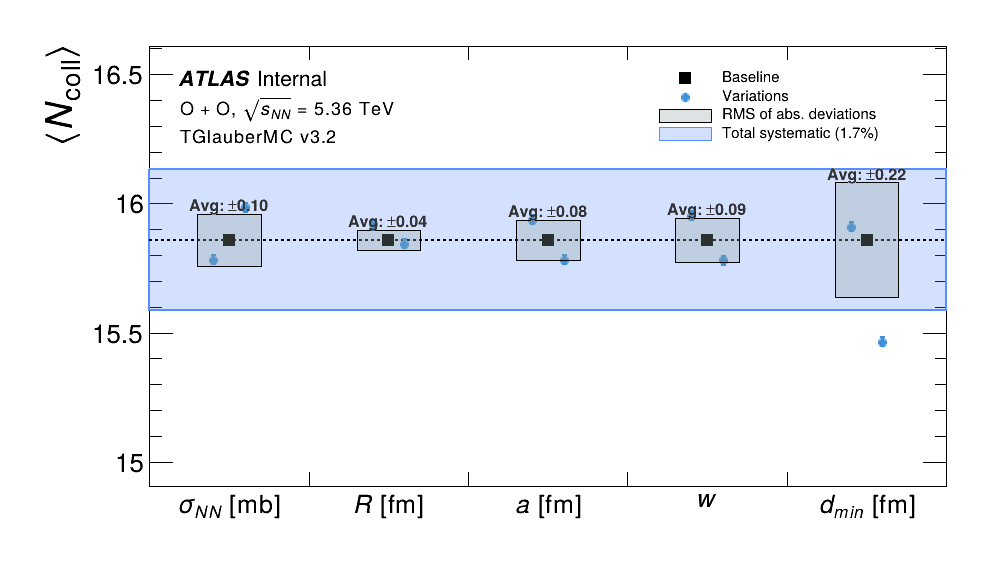 ⟨N_coll⟩
16.5
16
15.5
15
ATLAS Internal
O + O, √s_NN = 5.36 TeV
TGlauberMC v3.2
Baseline
Variations
RMS of abs. deviations
Total systematic (1.7%)
Avg: ±0.10
Avg: ±0.04
Avg: ±0.08
Avg: ±0.09
Avg: ±0.22
σ_NN [mb]
R [fm]
a [fm]
w
d_min [fm]